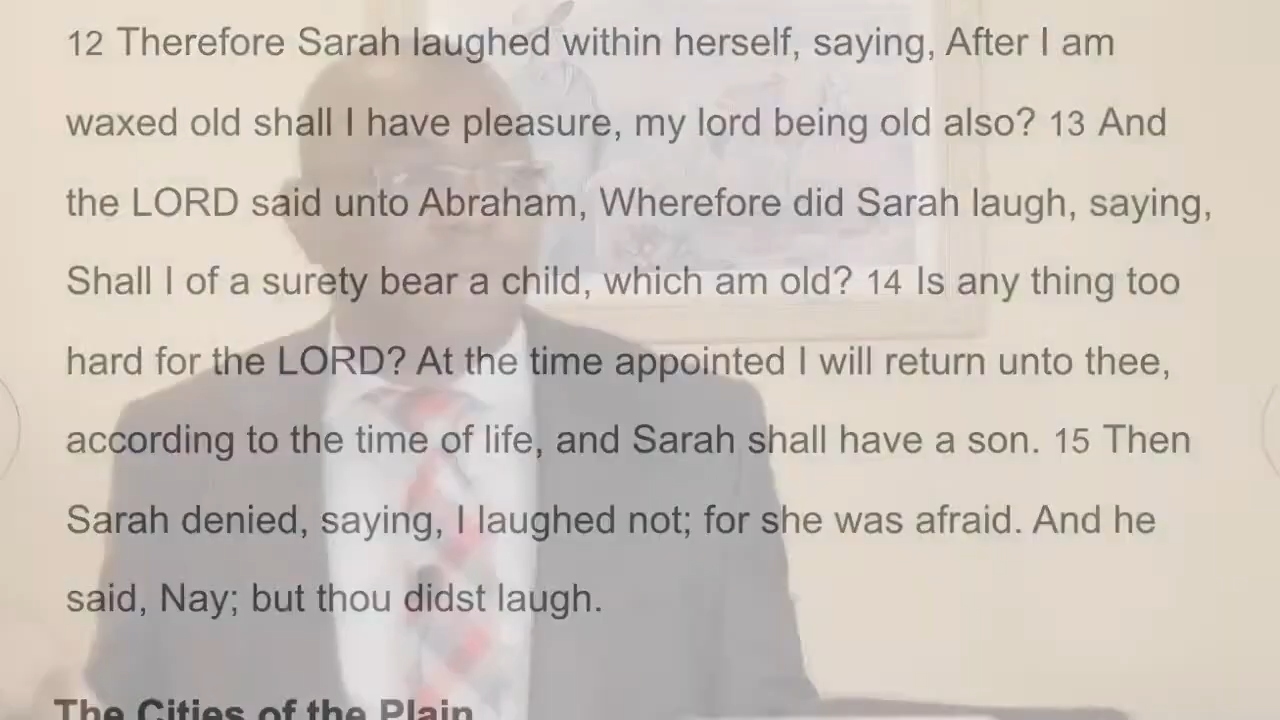 12 Therefore Sarah laughed within herself, saying, After I am
waxed old shall I have pleasure, my lord being old also? 13 And
the LORD said unto Abraham, Wherefore did Sarah laugh, saying,
Shall I of a surety bear a child, which am old? 14 Is any thing too
hard for the LORD? At the time appointed I will return unto thee,
according to the time of life, and Sarah shall have a son. 15 Then
Sarah denied, saying, I laughed not; for she was afraid. And he
said, Nay; but thou didst laugh.
The Cities of the Plain